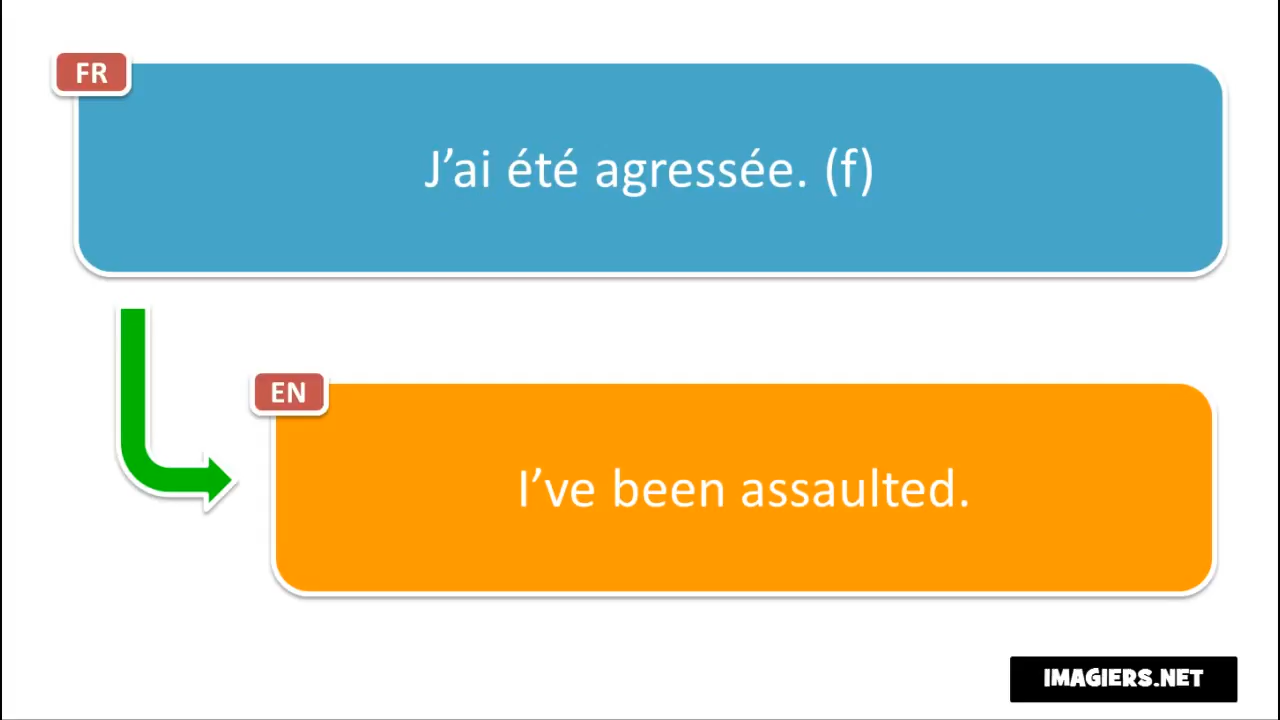 FR
J’ai été agressée. (f)
EN
I’ve been assaulted.
IMAGIERS.NET